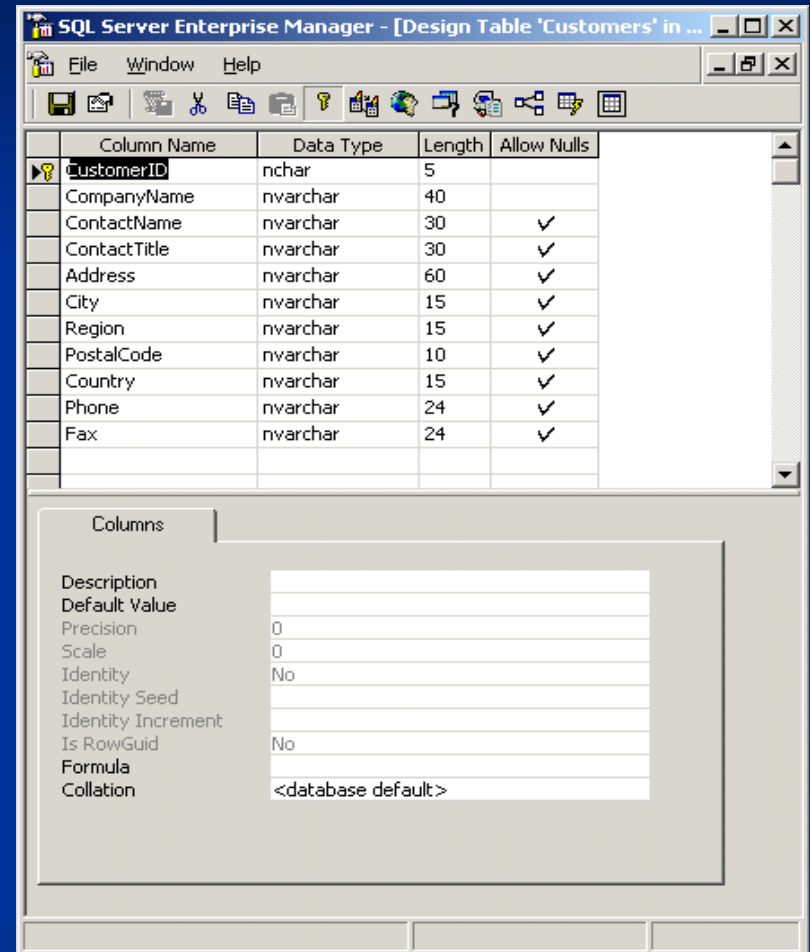 SQL Server Enterprise Manager - [Design Table 'Customers' in ...
File Window Help
Column Name Data Type Length Allow Nulls
CustomerID nchar 5
CompanyName nvarchar 40
ContactName nvarchar 30
ContactTitle nvarchar 30
Address nvarchar 60
City nvarchar 15
Region nvarchar 15
PostalCode nvarchar 10
Country nvarchar 15
Phone nvarchar 24
Fax nvarchar 24
Columns
Description
Default Value
Precision 0
Scale 0
Identity No
Identity Seed
Identity Increment
Is RowGuid No
Formula
Collation <database default>